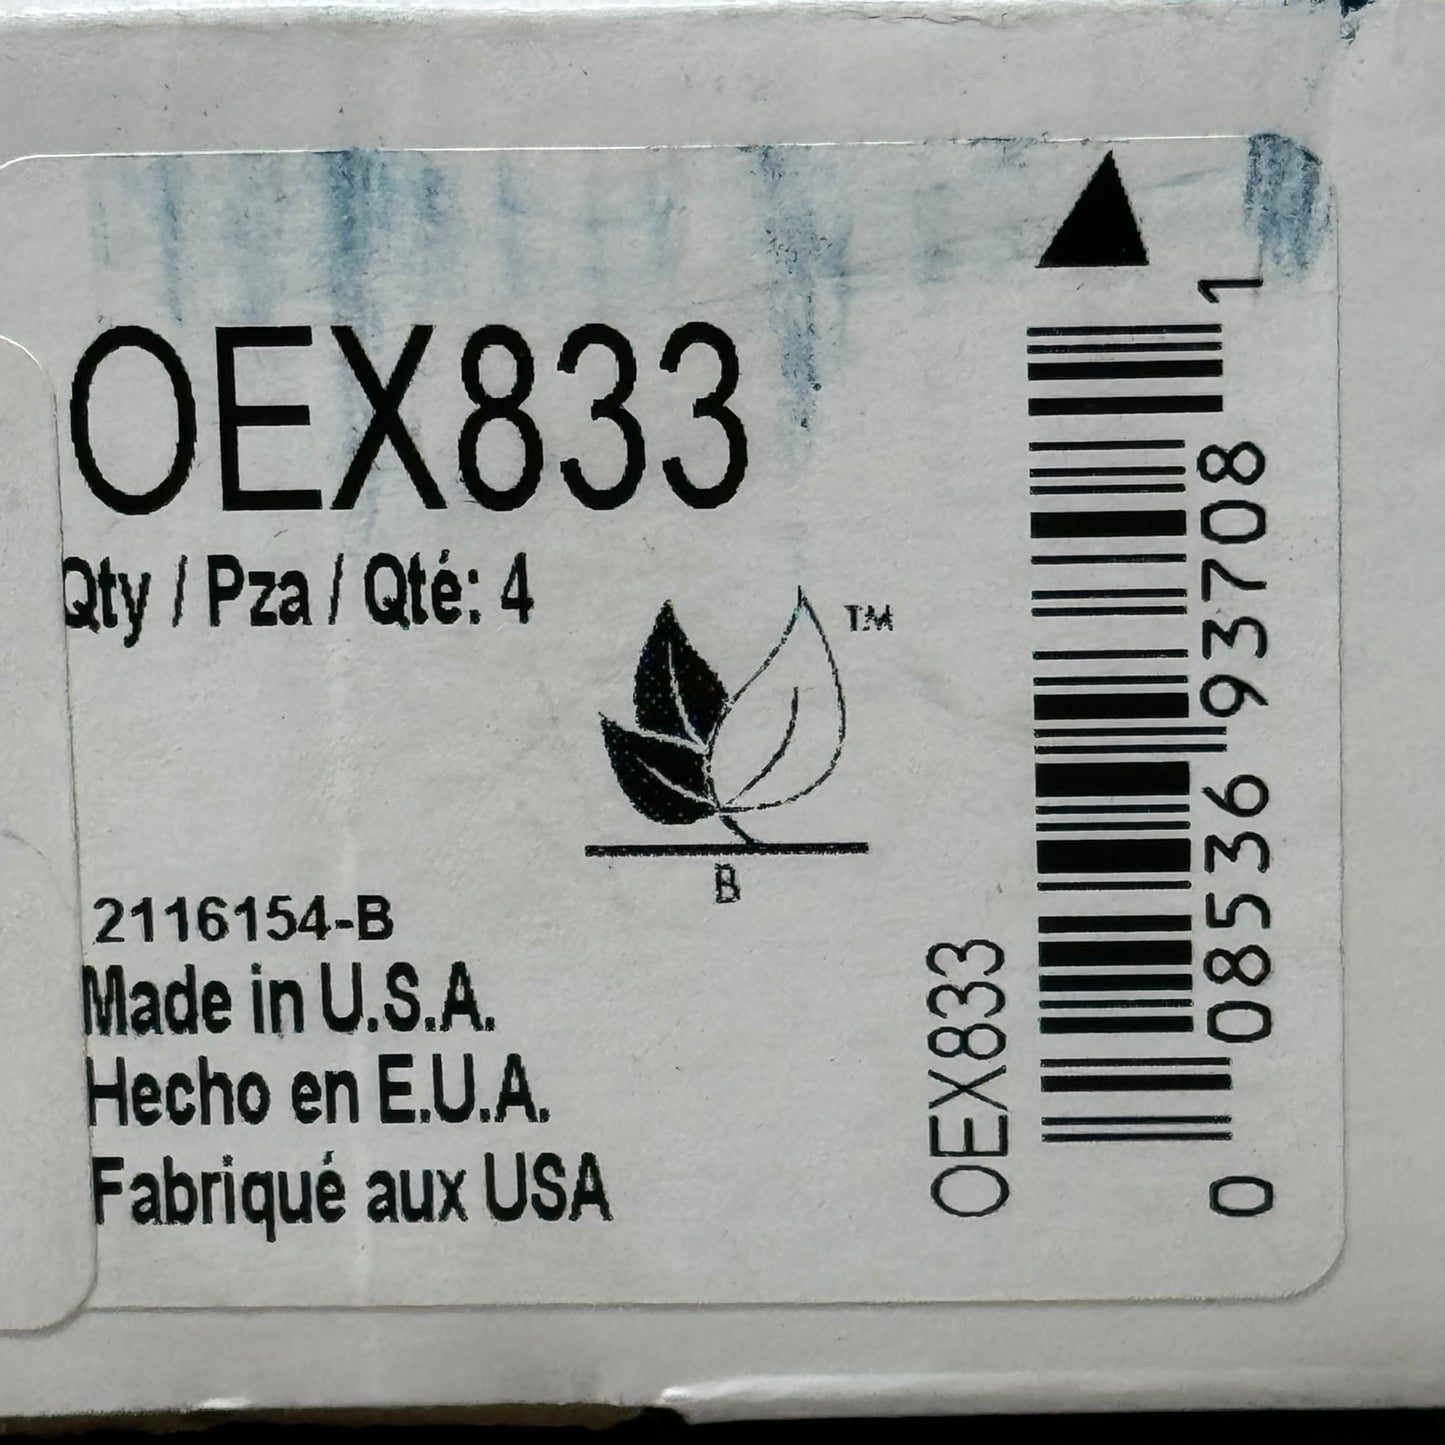 OEX833
Qty / Pza / Qté: 4
TM
B
2116154-B
Made in U.S.A.
Hecho en E.U.A.
Fabriqué aux USA
OEX833
0 08536 93708 1